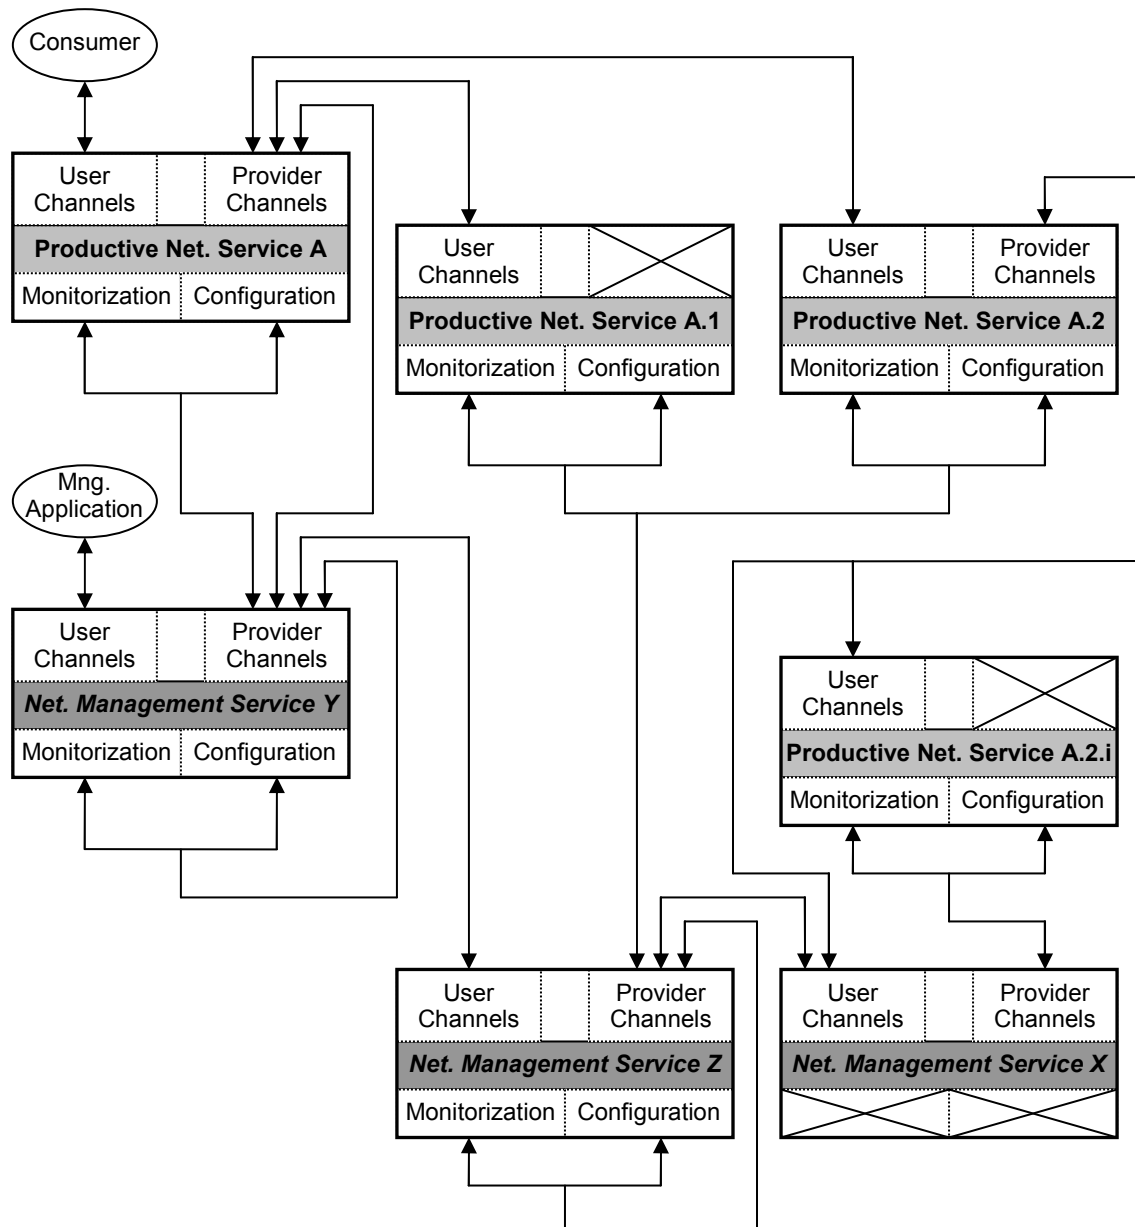 Consumer
User
Channels
Provider
Channels
Productive Net. Service A
Monitorization
Configuration
User
Channels
Productive Net. Service A.1
Monitorization
Configuration
User
Channels
Provider
Channels
Productive Net. Service A.2
Monitorization
Configuration
Mng.
Application
User
Channels
Provider
Channels
Net. Management Service Y
Monitorization
Configuration
User
Channels
Productive Net. Service A.2.i
Monitorization
Configuration
User
Channels
Provider
Channels
Net. Management Service Z
Monitorization
Configuration
User
Channels
Provider
Channels
Net. Management Service X